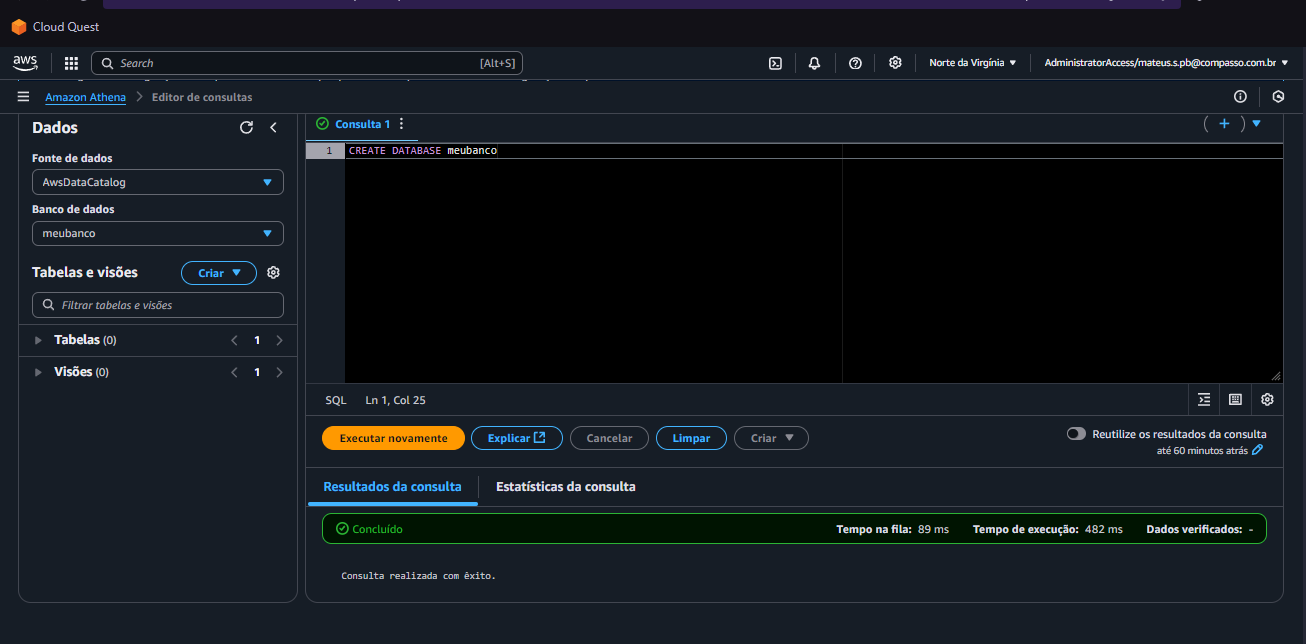 Cloud Quest
aws Search [Alt+S] Norte da Virgínia AdministratorAccess/mateus.s.pb@compasso.com.br
Amazon Athena > Editor de consultas
Dados
Fonte de dados
AwsDataCatalog
Banco de dados
meubanco
Tabelas e visões Criar
Filtrar tabelas e visões
Tabelas (0) < 1 >
Visões (0) < 1 >
Consulta 1
1 CREATE DATABASE meubanco
SQL Ln 1, Col 25
Executar novamente Explicar Cancelar Limpar Criar Reutilize os resultados da consulta
até 60 minutos atrás
Resultados da consulta Estatísticas da consulta
Concluído Tempo na fila: 89 ms Tempo de execução: 482 ms Dados verificados: -
Consulta realizada com êxito.